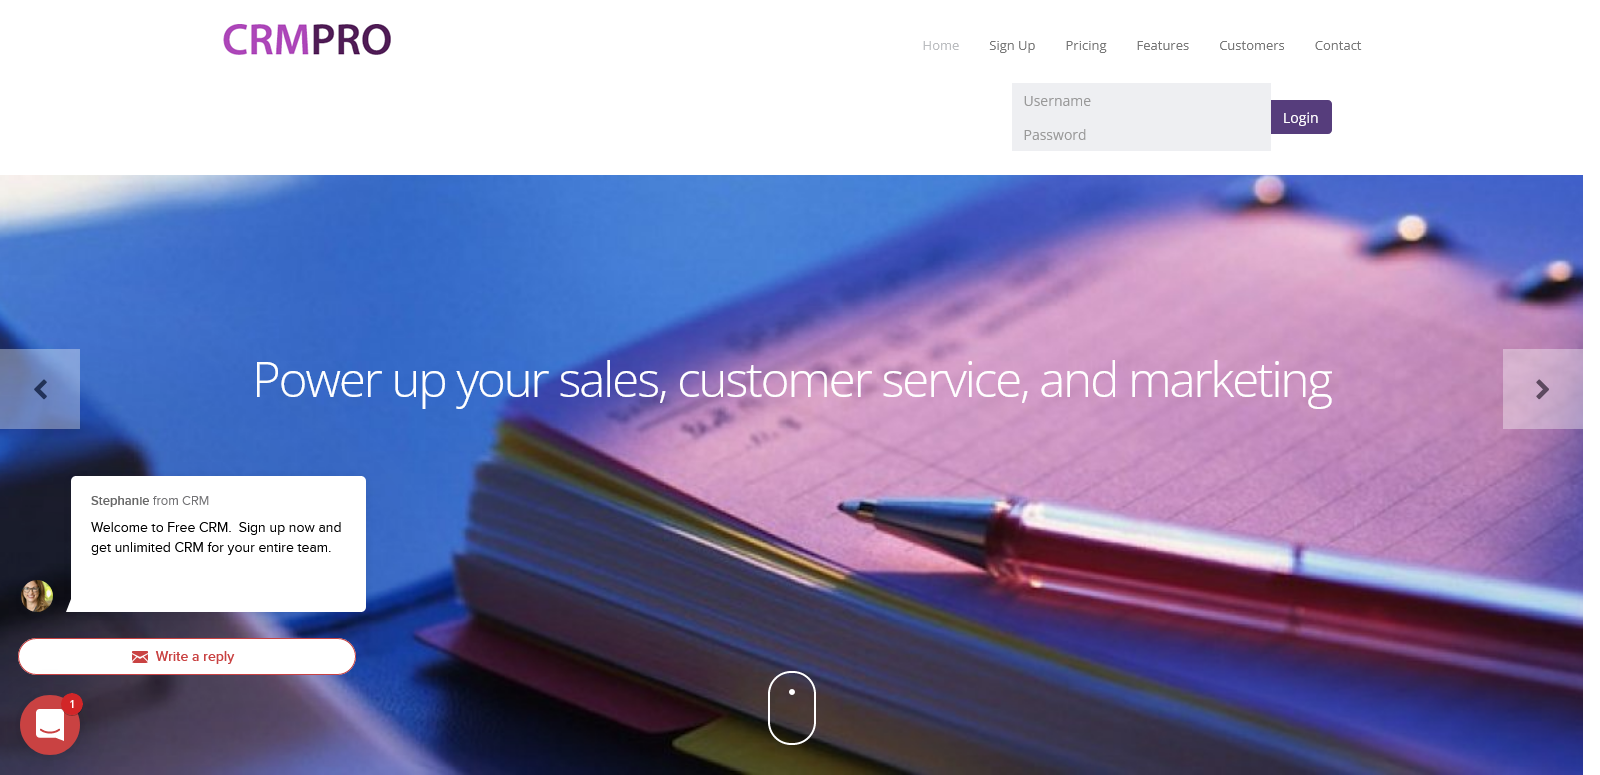 CRMPRO
Home Sign Up Pricing Features Customers Contact
Username
Password
Login
Power up your sales, customer service, and marketing
Stephanie from CRM
Welcome to Free CRM. Sign up now and
get unlimited CRM for your entire team.
Write a reply
1